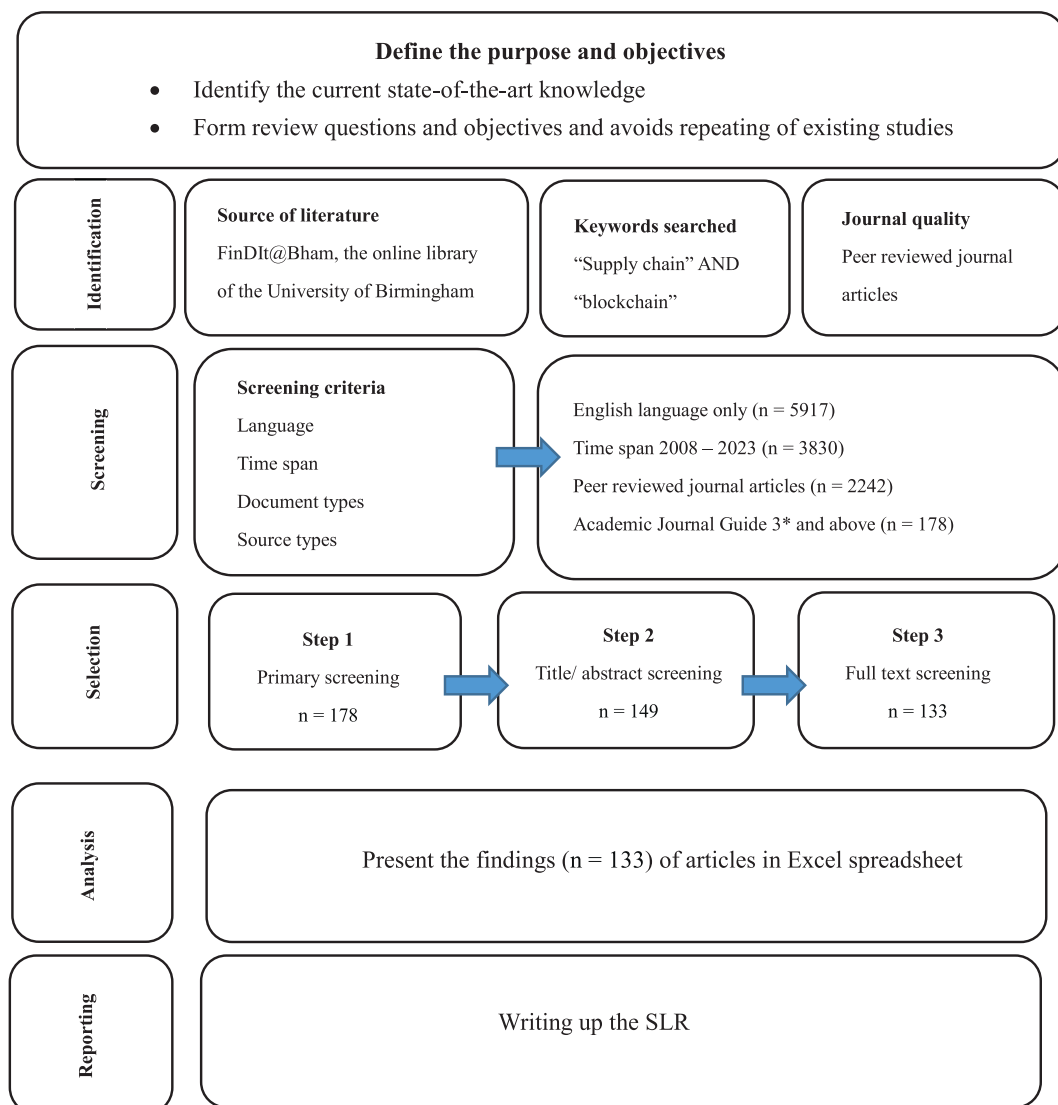 Define the purpose and objectives
• Identify the current state-of-the-art knowledge
• Form review questions and objectives and avoids repeating of existing studies
Identification
Source of literature
FinDIt@Bham, the online library
of the University of Birmingham
Keywords searched
“Supply chain” AND
“blockchain”
Journal quality
Peer reviewed journal
articles
Screening
Screening criteria
Language
Time span
Document types
Source types
English language only (n = 5917)
Time span 2008 – 2023 (n = 3830)
Peer reviewed journal articles (n = 2242)
Academic Journal Guide 3* and above (n = 178)
Selection
Step 1
Primary screening
n = 178
Step 2
Title/ abstract screening
n = 149
Step 3
Full text screening
n = 133
Analysis
Present the findings (n = 133) of articles in Excel spreadsheet
Reporting
Writing up the SLR